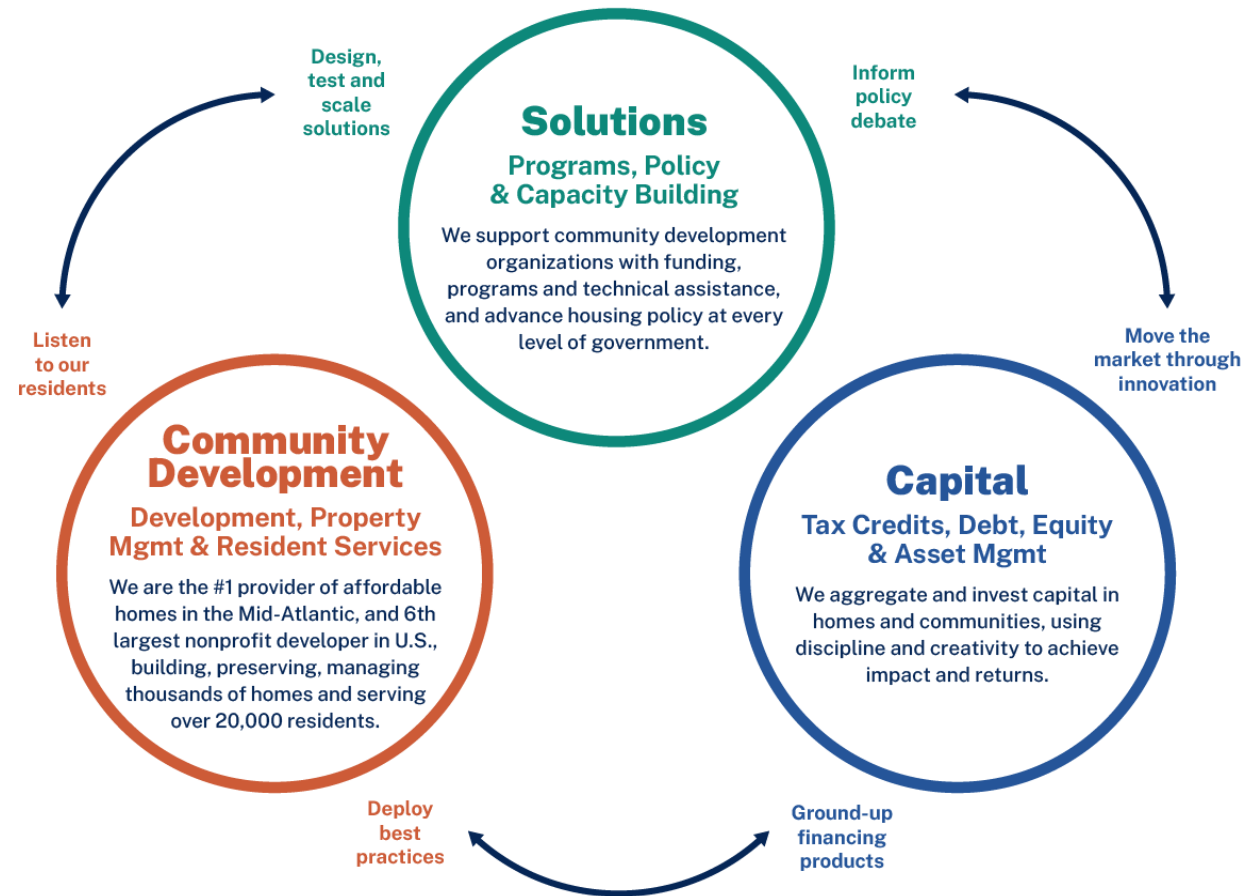 Design,
test and
scale
solutions
Inform
policy
debate
Solutions
Programs, Policy
& Capacity Building
We support community development
organizations with funding,
programs and technical assistance,
and advance housing policy at every
level of government.
Listen
to our
residents
Move the
market through
innovation
Community
Development
Development, Property
Mgmt & Resident Services
We are the #1 provider of affordable
homes in the Mid-Atlantic, and 6th
largest nonprofit developer in U.S.,
building, preserving, managing
thousands of homes and serving
over 20,000 residents.
Capital
Tax Credits, Debt, Equity
& Asset Mgmt
We aggregate and invest capital in
homes and communities, using
discipline and creativity to achieve
impact and returns.
Deploy
best
practices
Ground-up
financing
products